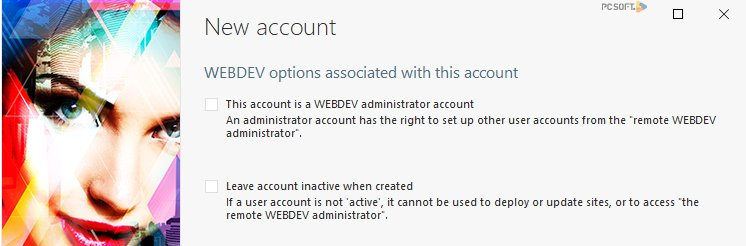 PC SOFT
New account
WEBDEV options associated with this account
This account is a WEBDEV administrator account
An administrator account has the right to set up other user accounts from the "remote WEBDEV
administrator".
Leave account inactive when created
If a user account is not 'active', it cannot be used to deploy or update sites, or to access "the
remote WEBDEV administrator".